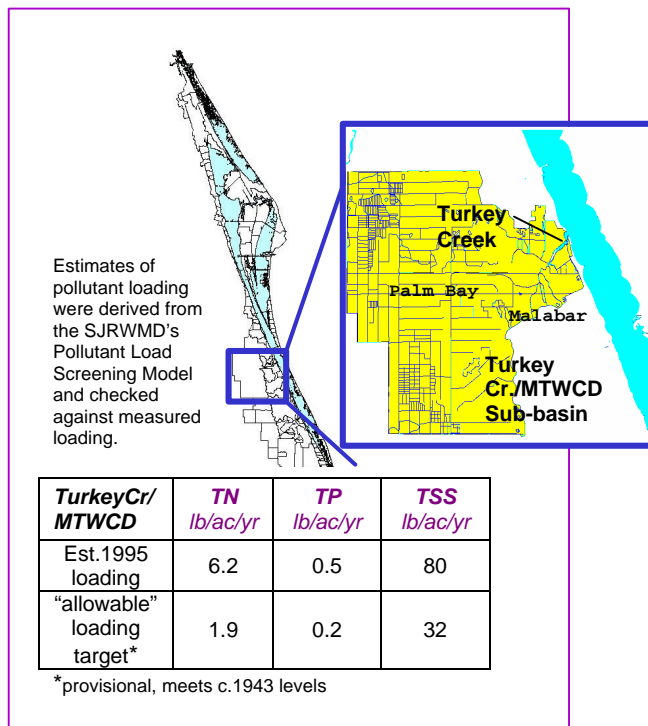 Estimates of
pollutant loading
were derived from
the SJRWMD's
Pollutant Load
Screening Model
and checked
against measured
loading.
Turkey
Creek
Palm Bay
Malabar
Turkey
Cr./MTWCD
Sub-basin
TurkeyCr/ TN TP TSS
MTWCD lb/ac/yr lb/ac/yr lb/ac/yr
Est.1995
loading 6.2 0.5 80
“allowable”
loading 1.9 0.2 32
target*
*provisional, meets c.1943 levels